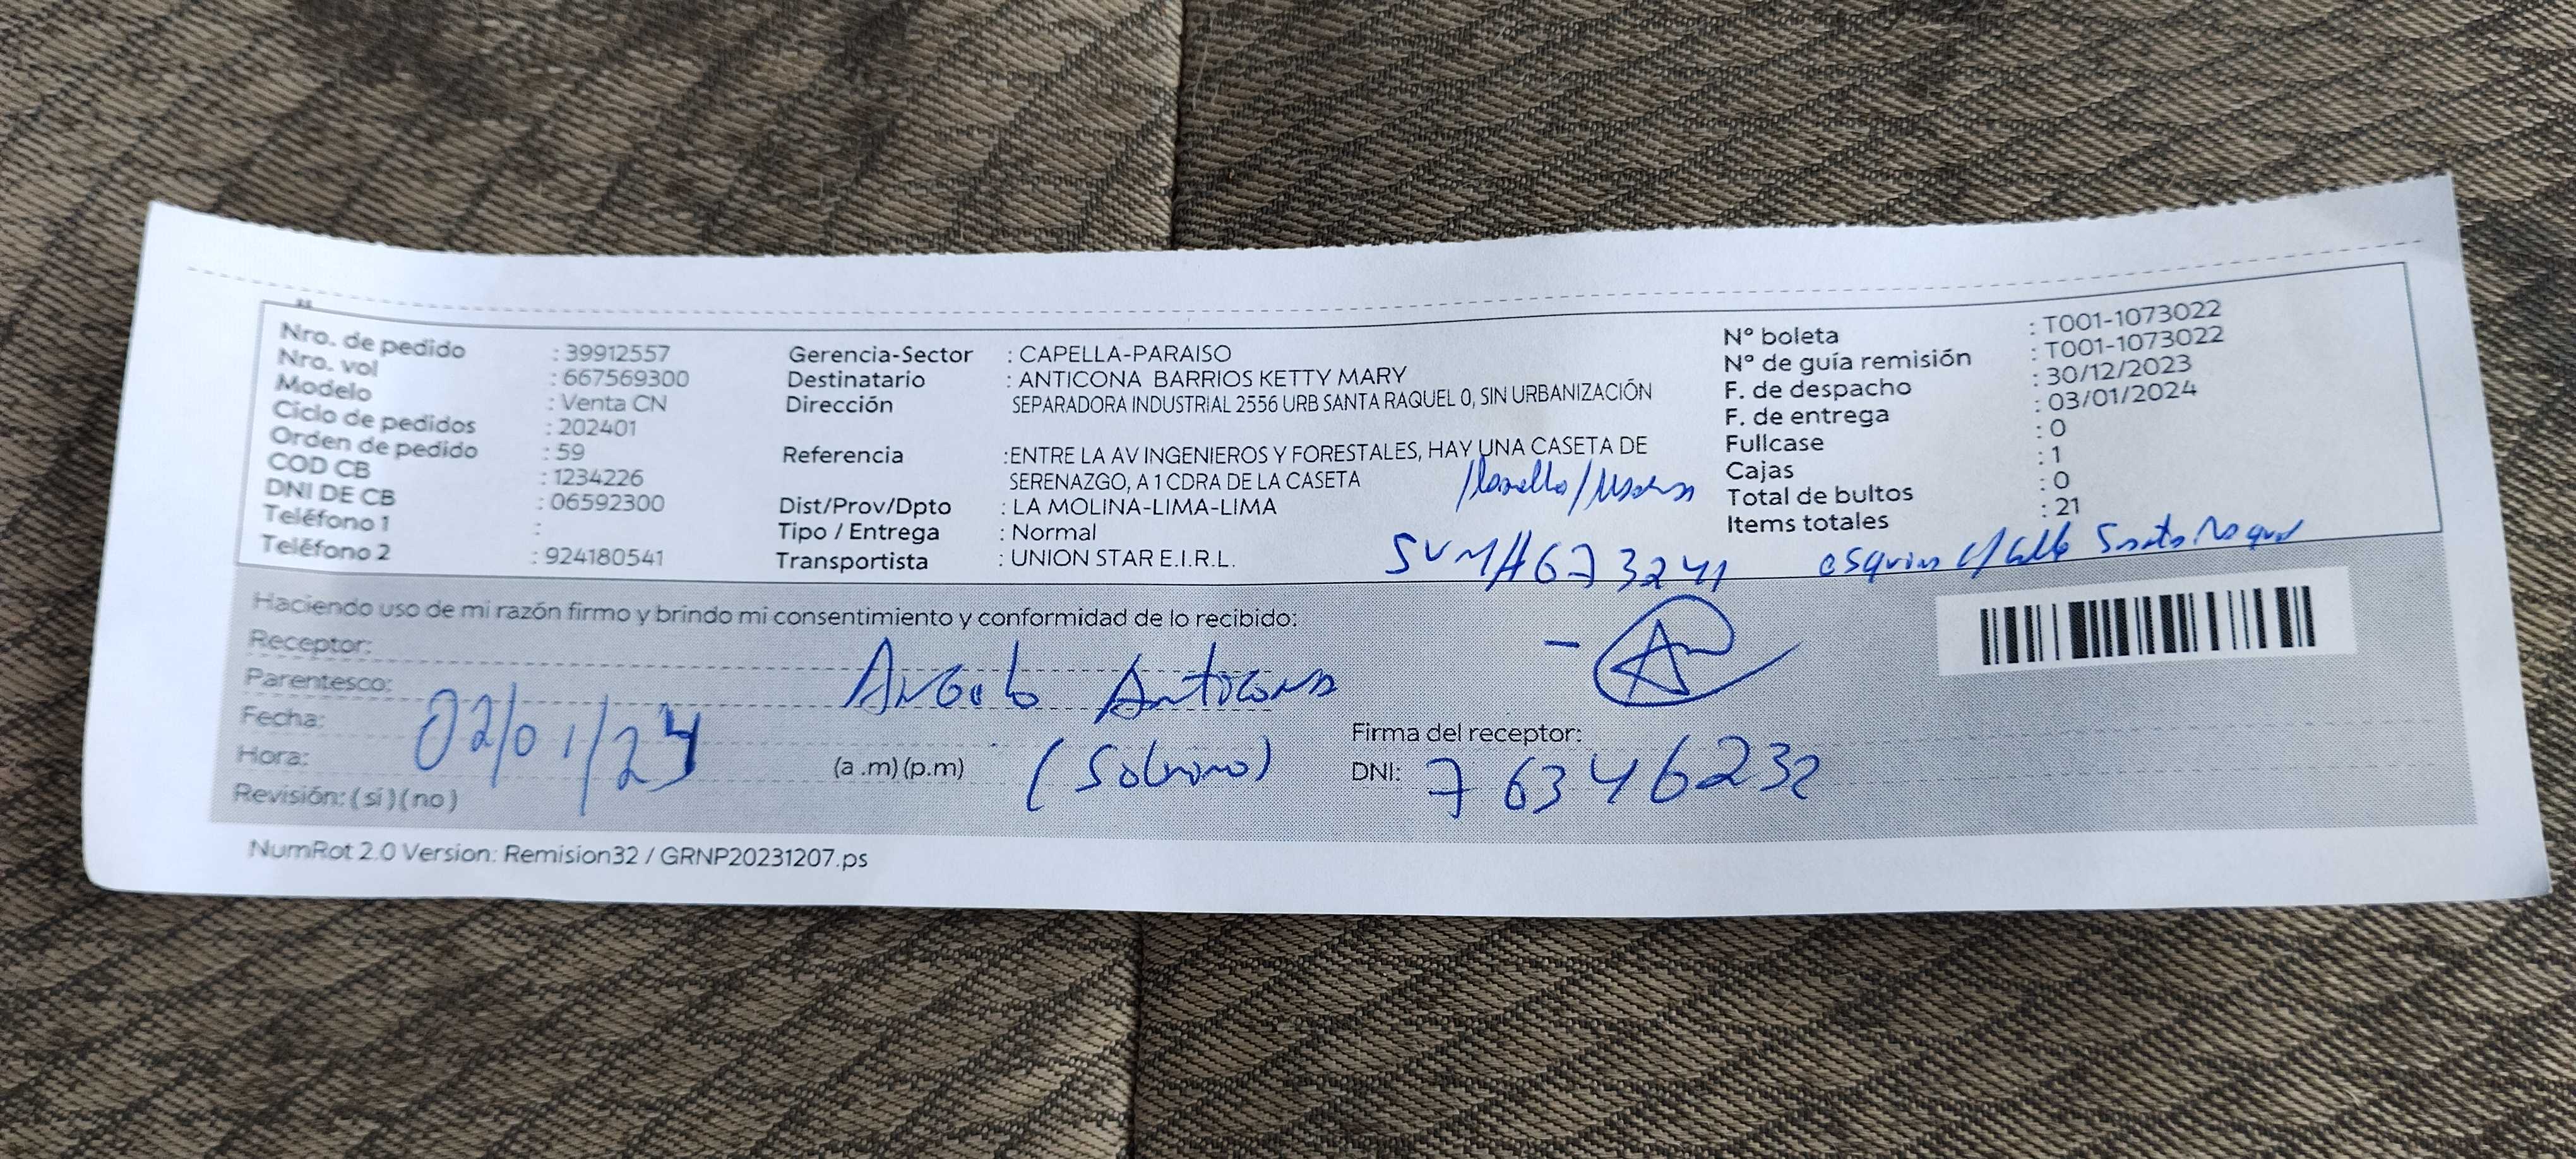 Nro. de pedido : 39912557
Nro. vol : 667569300
Modelo : Venta CN
Ciclo de pedidos : 202401
Orden de pedido : 59
COD CB : 1234226
DNI DE CB : 06592300
Teléfono 1 :
Teléfono 2 : 924180541
Gerencia-Sector : CAPELLA-PARAISO
Destinatario : ANTICONA BARRIOS KETTY MARY
Dirección SEPARADORA INDUSTRIAL 2556 URB SANTA RAQUEL 0, SIN URBANIZACIÓN
Referencia :ENTRE LA AV INGENIEROS Y FORESTALES, HAY UNA CASETA DE
SERENAZGO, A 1 CDRA DE LA CASETA
Dist/Prov/Dpto : LA MOLINA-LIMA-LIMA
Tipo / Entrega : Normal
Transportista : UNION STAR E.I.R.L.
Nº boleta : T001-1073022
Nº de guía remisión : T001-1073022
F. de despacho : 30/12/2023
F. de entrega : 03/01/2024
Fullcase : 0
Cajas : 1
Total de bultos : 0
Items totales : 21
SUM#673241
Haciendo uso de mi razón firmo y brindo mi consentimiento y conformidad de lo recibido:
Receptor: Anticona
Parentesco:
Fecha: 02/01/24
Hora: (a .m) (p.m) (Sobrino)
Revisión: (si) (no)
Firma del receptor:
DNI: 76346232
NumRot 2.0 Version: Remision32 / GRNP20231207.ps